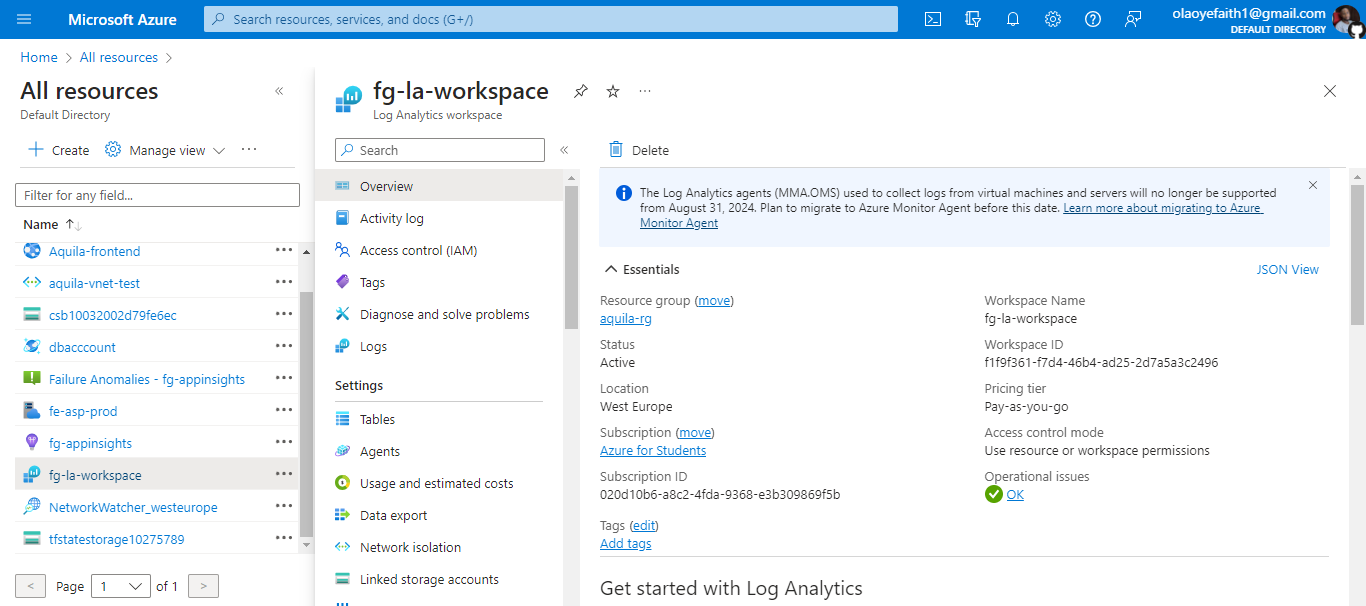 Microsoft Azure
Search resources, services, and docs (G+/)
olaoyefaith1@gmail.com
DEFAULT DIRECTORY
Home > All resources >
All resources
Default Directory
Create
Manage view
Filter for any field...
Name
Aquila-frontend
aquila-vnet-test
csb10032002d79fe6ec
dbacccount
Failure Anomalies - fg-appinsights
fe-asp-prod
fg-appinsights
fg-la-workspace
NetworkWatcher_westeurope
tfstatestorage10275789
< Page 1 of 1 >
fg-la-workspace
Log Analytics workspace
Search
Overview
Activity log
Access control (IAM)
Tags
Diagnose and solve problems
Logs
Settings
Tables
Agents
Usage and estimated costs
Data export
Network isolation
Linked storage accounts
Delete
The Log Analytics agents (MMA.OMS) used to collect logs from virtual machines and servers will no longer be supported
from August 31, 2024. Plan to migrate to Azure Monitor Agent before this date. Learn more about migrating to Azure
Monitor Agent
Essentials
JSON View
Resource group (move)
aquila-rg
Status
Active
Location
West Europe
Subscription (move)
Azure for Students
Subscription ID
020d10b6-a8c2-4fda-9368-e3b309869f5b
Tags (edit)
Add tags
Workspace Name
fg-la-workspace
Workspace ID
f1f9f361-f7d4-46b4-ad25-2d7a5a3c2496
Pricing tier
Pay-as-you-go
Access control mode
Use resource or workspace permissions
Operational issues
OK
Get started with Log Analytics